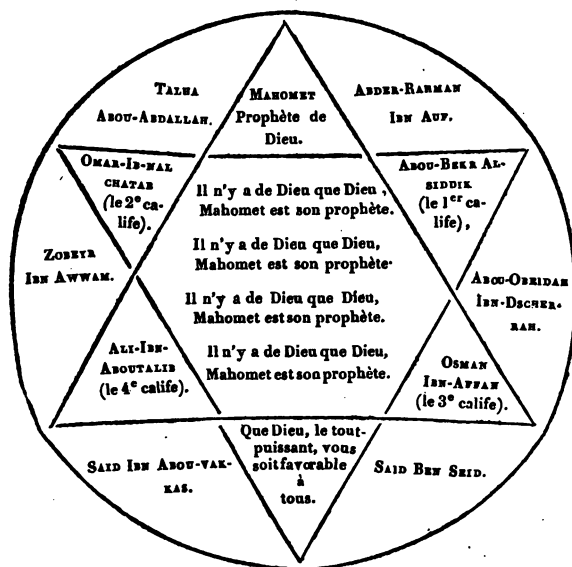 TALHA
ABOU-ABDALLAH.
MAHOMET
Prophète de
Dieu.
ABDER-RAHMAN
IBN AUF.
OMAR-IB-NAL
CHATAB
(le 2e ca-
life).
ABOU-BEKR AL-
SIDDIK
(le 1er ca-
life),
Il n'y a de Dieu que Dieu,
Mahomet est son prophète.
Il n'y a de Dieu que Dieu,
Mahomet est son prophète.
Il n'y a de Dieu que Dieu,
Mahomet est son prophète.
Il n'y a de Dieu que Dieu,
Mahomet est son prophète.
ZOBEYR
IBN AWWAM.
ABOU-OBEIDAH
IBN-DSCHER-
RAH.
ALI-IBN-
ABOUTALIB
(le 4e calife).
OSMAN
IBN-AFFAN
(le 3e calife).
SAID IBN ABOU-VAK-
KAS.
Que Dieu, le tout-
puissant, vous
soit favorable
à
tous.
SAID BEN SEID.